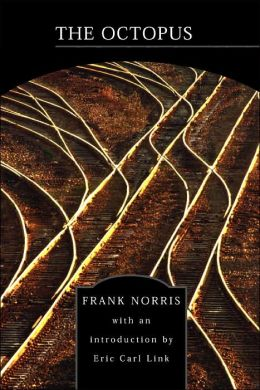 THE OCTOPUS
FRANK NORRIS
with an
introduction by
Eric Carl Link